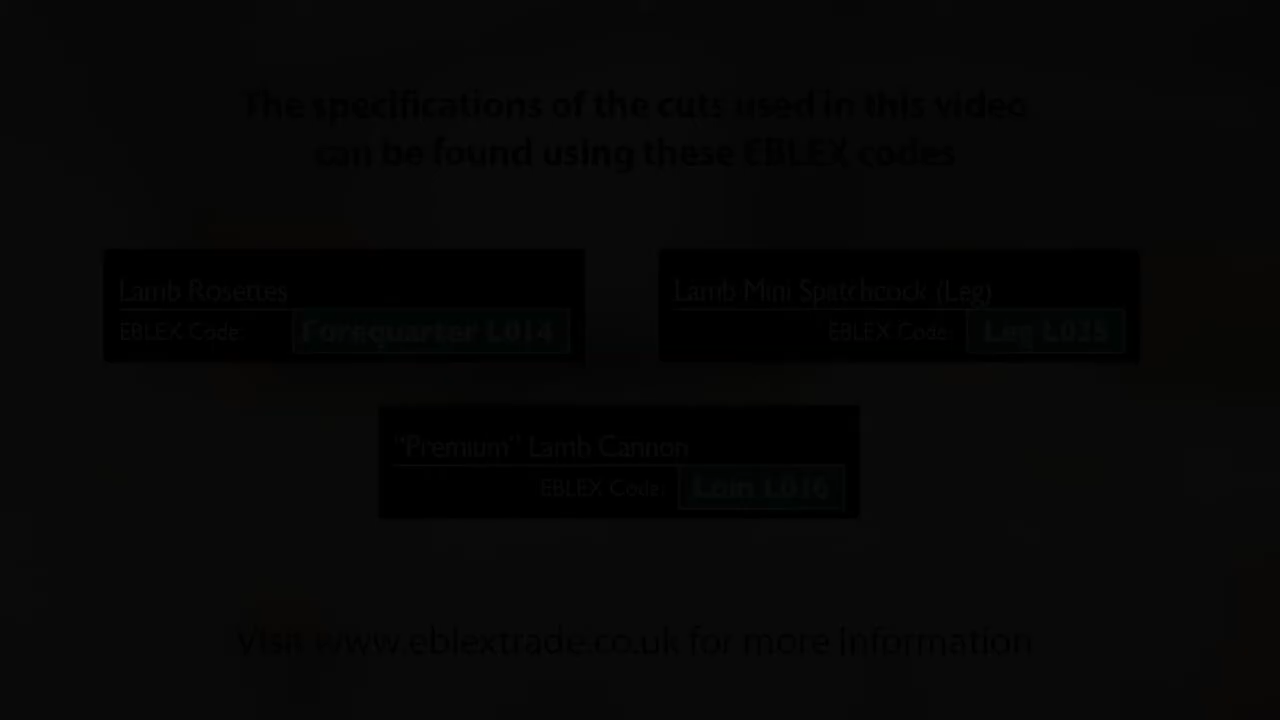 The specifications of the cuts used in this video
can be found using these EBLEX codes
Lamb Rosettes
EBLEX Code: Forequarter L014
Lamb Mini Spatchcock (Leg)
EBLEX Code: Leg L035
"Premium" Lamb Cannon
EBLEX Code: Loin L016
Visit www.eblextrade.co.uk for more information